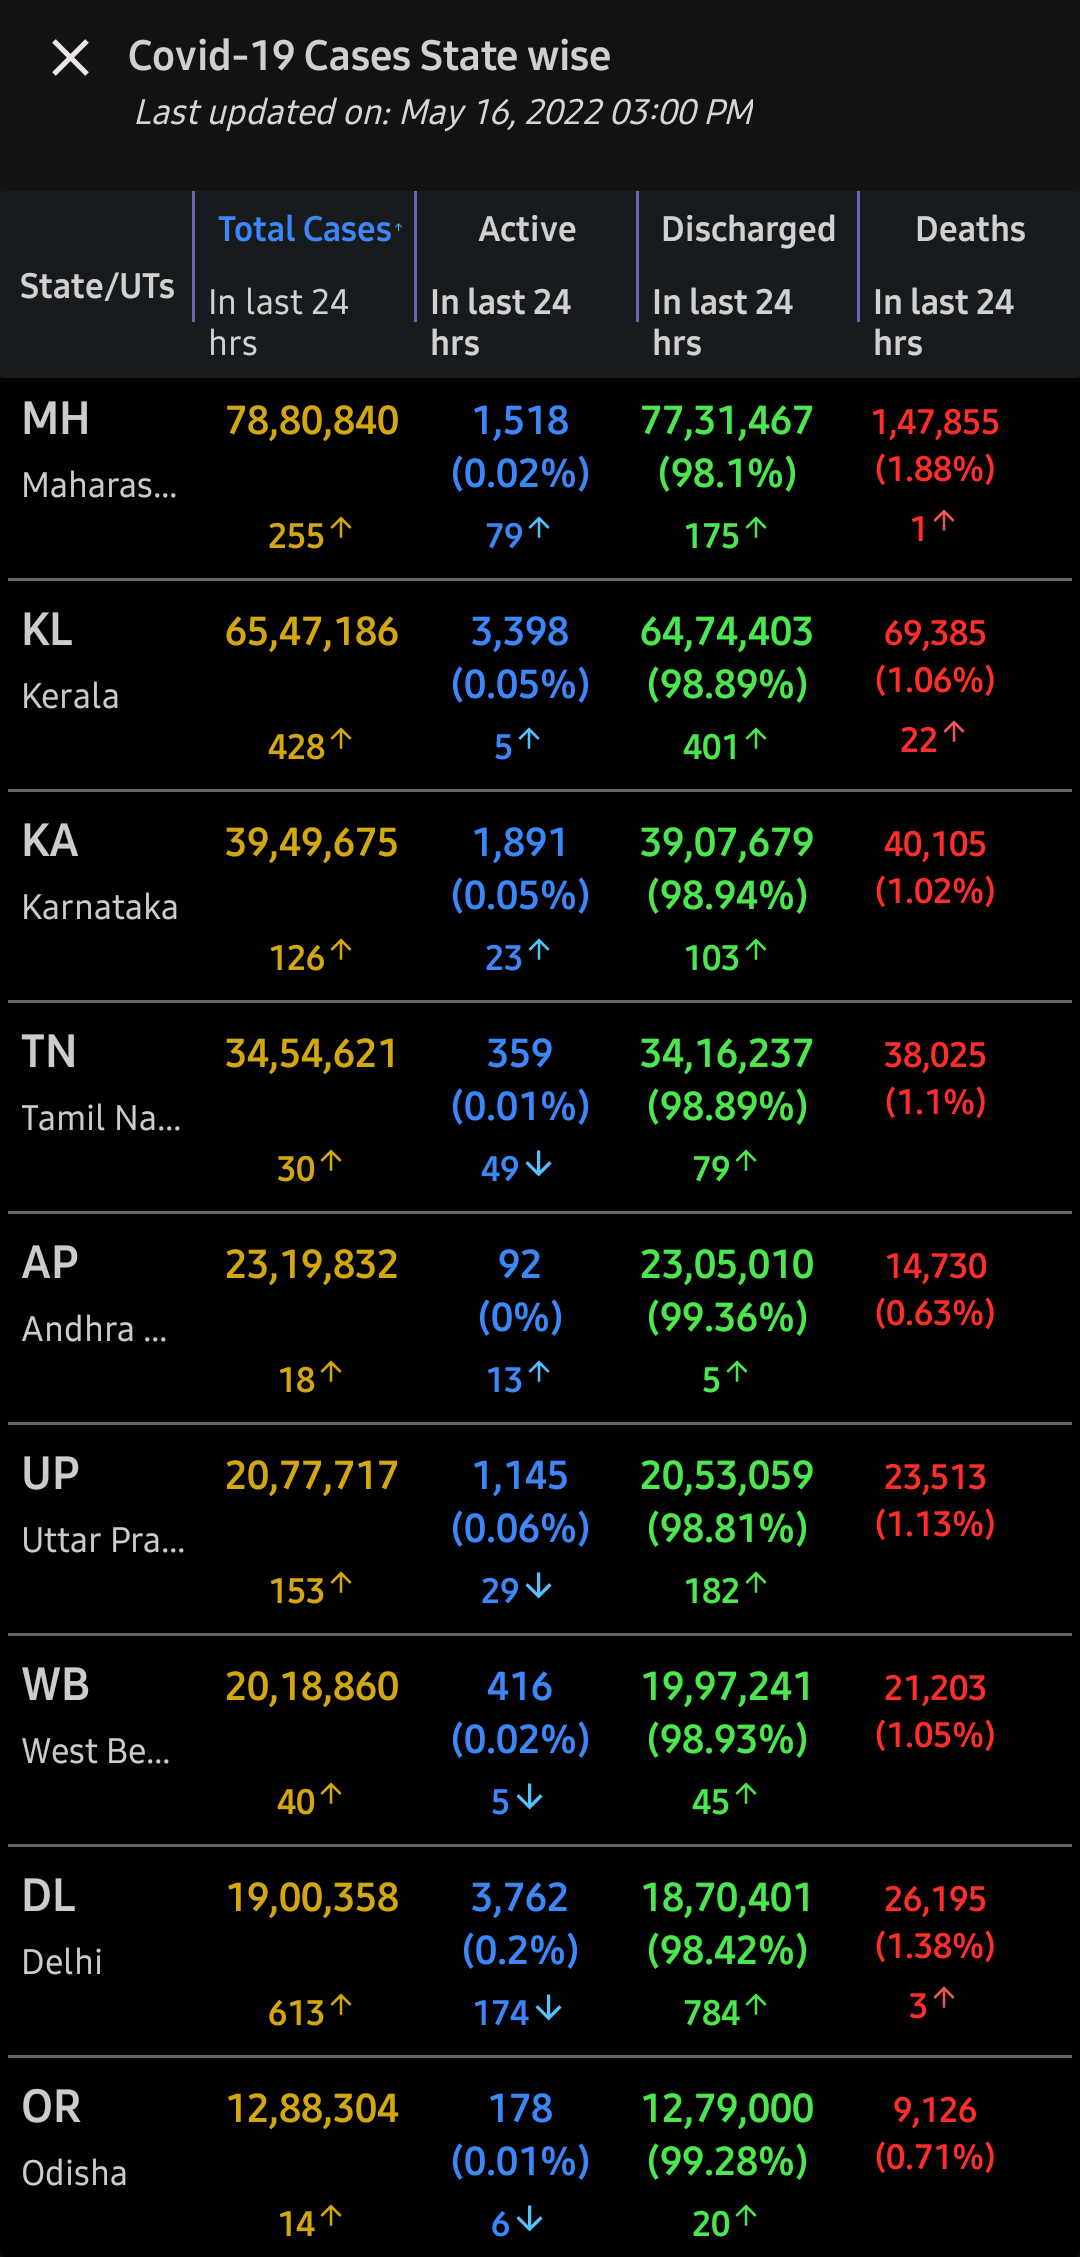 Covid-19 Cases State wise
Last updated on: May 16, 2022 03:00 PM
State/UTs Total Cases↑ Active Discharged Deaths
In last 24 hrs In last 24 hrs In last 24 hrs In last 24 hrs
MH 78,80,840 1,518 77,31,467 1,47,855
Maharas... (0.02%) (98.1%) (1.88%)
255↑ 79↑ 175↑ 1↑
KL 65,47,186 3,398 64,74,403 69,385
Kerala (0.05%) (98.89%) (1.06%)
428↑ 5↑ 401↑ 22↑
KA 39,49,675 1,891 39,07,679 40,105
Karnataka (0.05%) (98.94%) (1.02%)
126↑ 23↑ 103↑
TN 34,54,621 359 34,16,237 38,025
Tamil Na... (0.01%) (98.89%) (1.1%)
30↑ 49↓ 79↑
AP 23,19,832 92 23,05,010 14,730
Andhra ... (0%) (99.36%) (0.63%)
18↑ 13↑ 5↑
UP 20,77,717 1,145 20,53,059 23,513
Uttar Pra... (0.06%) (98.81%) (1.13%)
153↑ 29↓ 182↑
WB 20,18,860 416 19,97,241 21,203
West Be... (0.02%) (98.93%) (1.05%)
40↑ 5↓ 45↑
DL 19,00,358 3,762 18,70,401 26,195
Delhi (0.2%) (98.42%) (1.38%)
613↑ 174↓ 784↑ 3↑
OR 12,88,304 178 12,79,000 9,126
Odisha (0.01%) (99.28%) (0.71%)
14↑ 6↓ 20↑